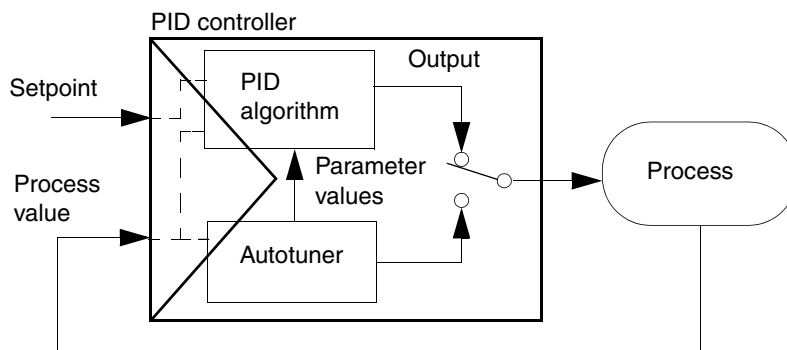 PID controller
Setpoint
PID
algorithm
Output
Process
value
Parameter
values
Autotuner
Process